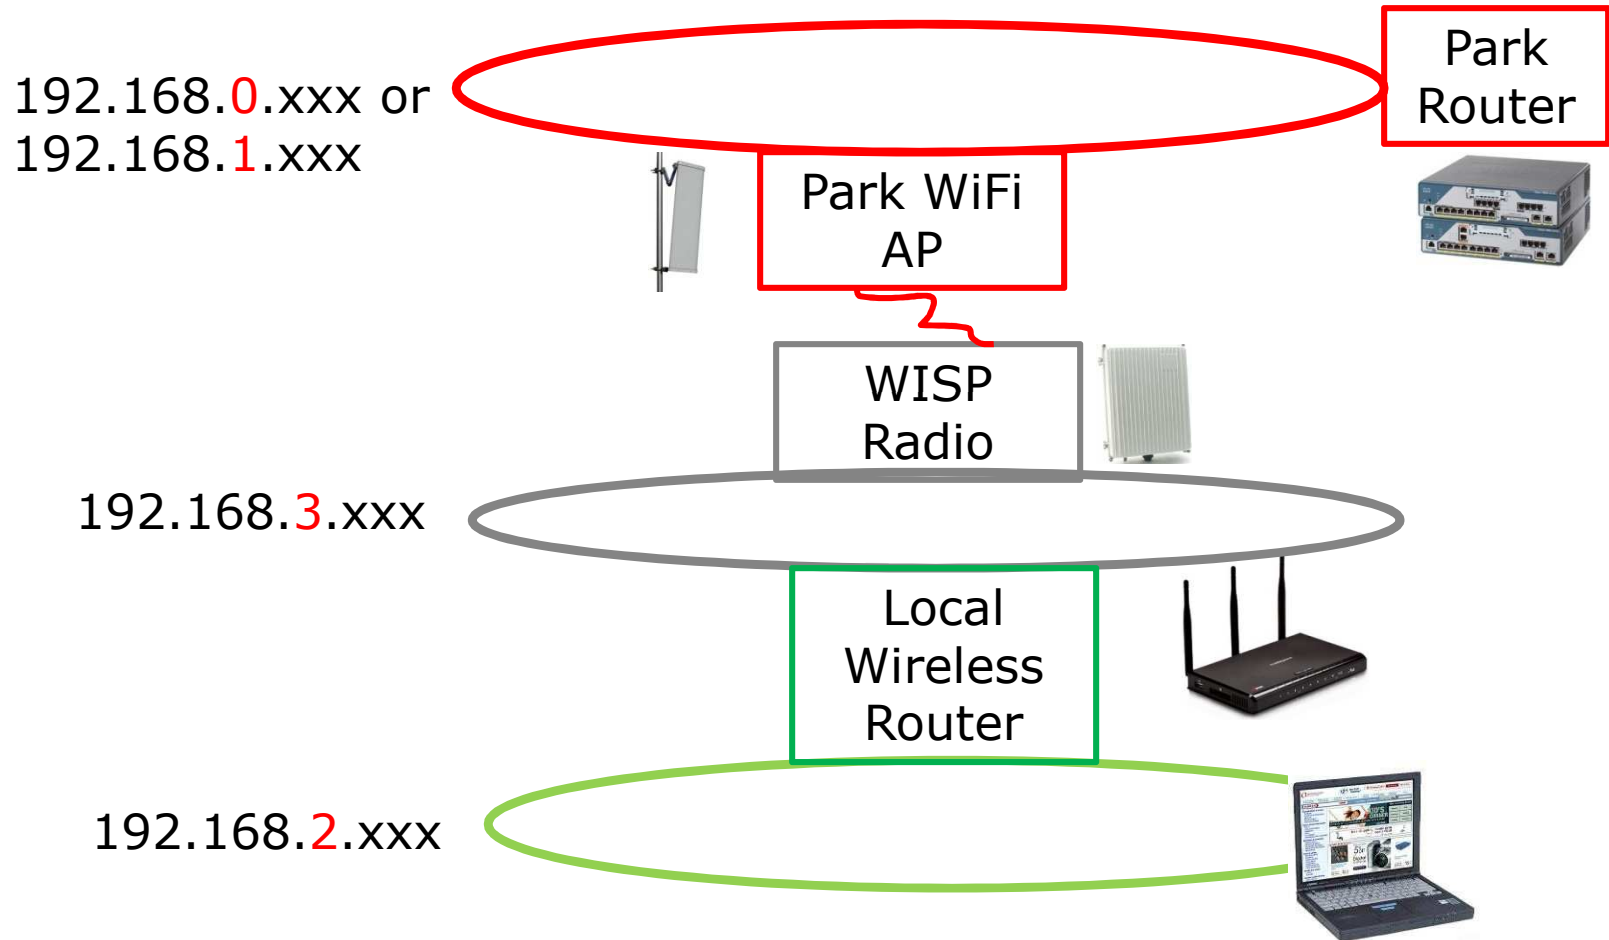 192.168.0.xxx or
192.168.1.xxx
Park
Router
Park WiFi
AP
WISP
Radio
192.168.3.xxx
Local
Wireless
Router
192.168.2.xxx